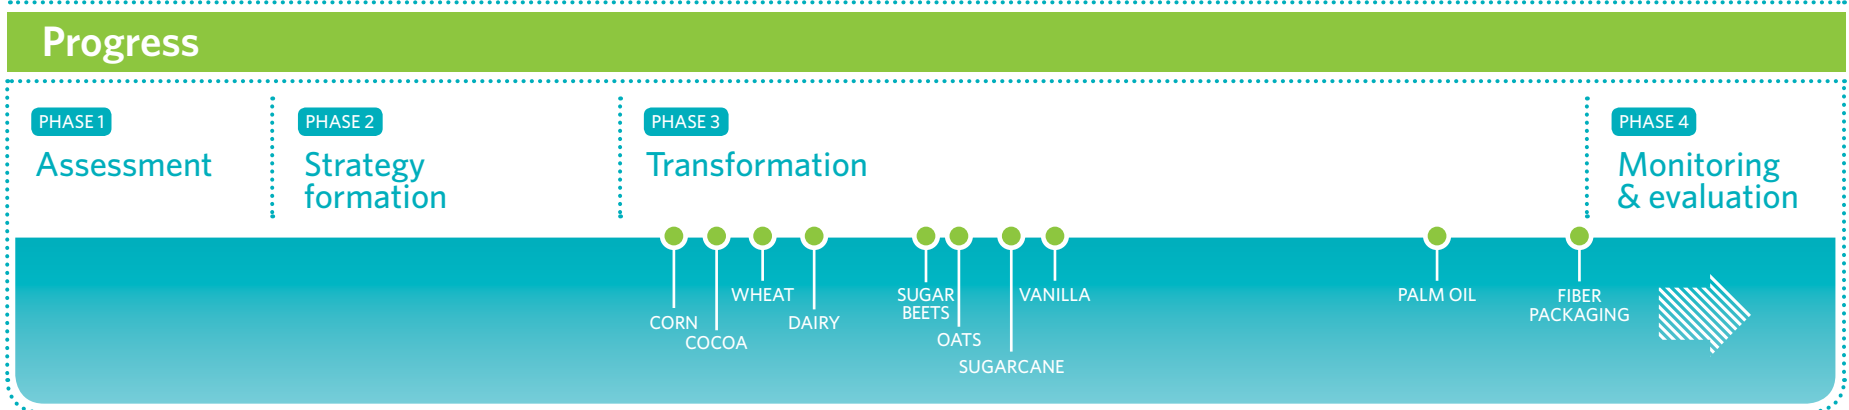 Progress
PHASE 1
Assessment
PHASE 2
Strategy
formation
PHASE 3
Transformation
PHASE 4
Monitoring
& evaluation
CORN
COCOA
WHEAT
DAIRY
SUGAR
BEETS
OATS
SUGARCANE
VANILLA
PALM OIL
FIBER
PACKAGING